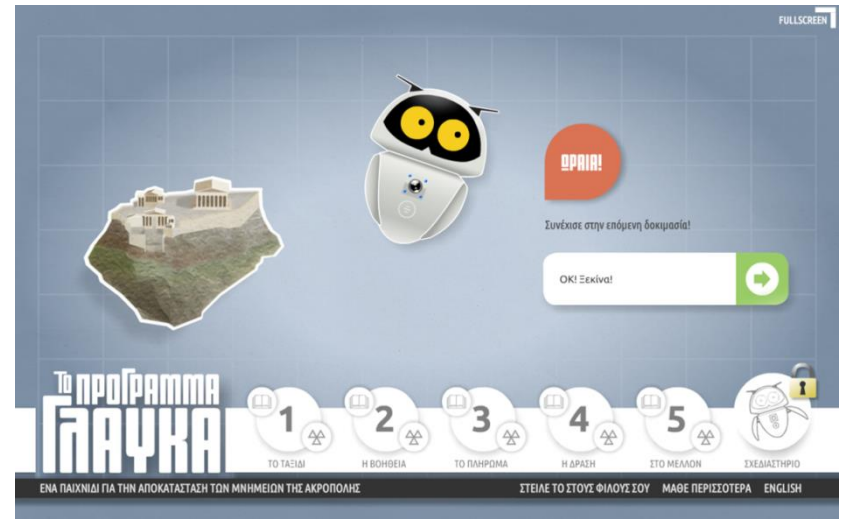 FULLSCREEN
ΩΡΑΙΑ!
Συνέχισε στην επόμενη δοκιμασία!
ΟΚ! Ξεκίνα!
Το ΠΡΟΓΡΑΜΜΑ
ΓΛΑΥΚΑ
1 2 3 4 5
ΤΟ ΤΑΞΙΔΙ Η ΒΟΗΘΕΙΑ ΤΟ ΠΛΗΡΩΜΑ Η ΔΡΑΣΗ ΣΤΟ ΜΕΛΛΟΝ ΣΧΕΔΙΑΣΤΗΡΙΟ
ΕΝΑ ΠΑΙΧΝΙΔΙ ΓΙΑ ΤΗΝ ΑΠΟΚΑΤΑΣΤΑΣΗ ΤΩΝ ΜΝΗΜΕΙΩΝ ΤΗΣ ΑΚΡΟΠΟΛΗΣ ΣΤΕΙΛΕ ΤΟ ΣΤΟΥΣ ΦΙΛΟΥΣ ΣΟΥ ΜΑΘΕ ΠΕΡΙΣΣΟΤΕΡΑ ENGLISH